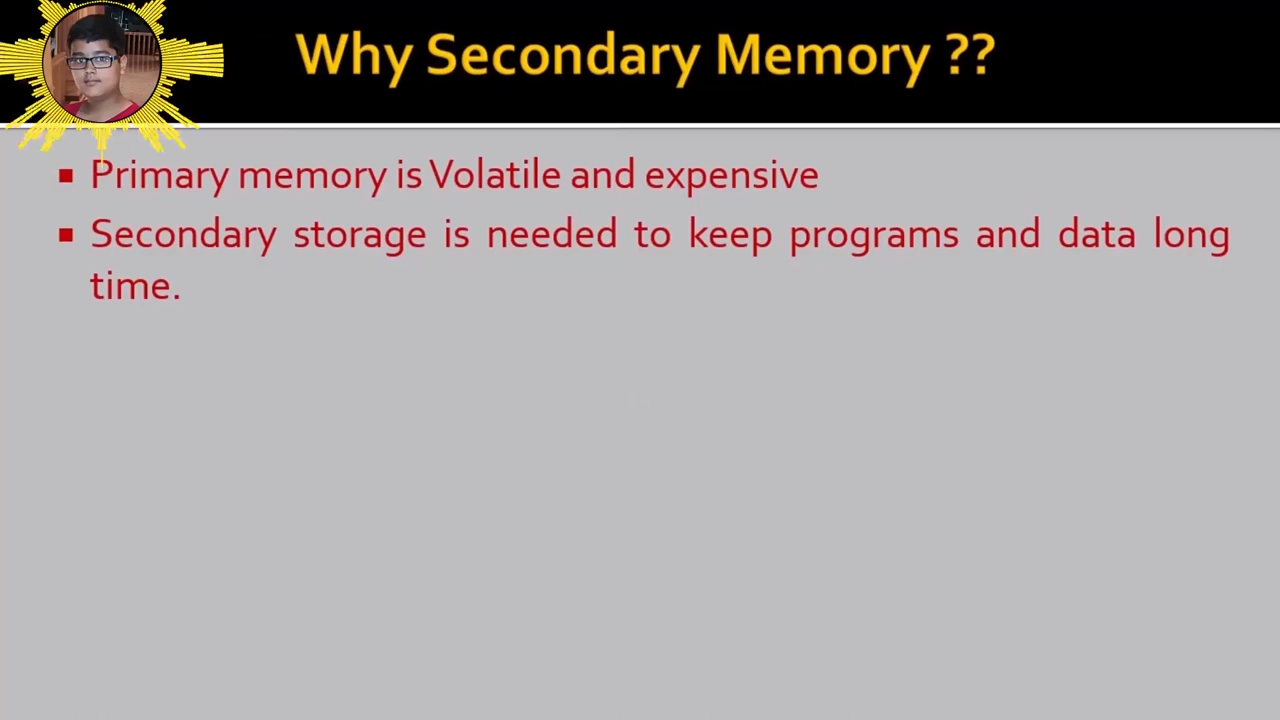 Why Secondary Memory ??
Primary memory is Volatile and expensive
Secondary storage is needed to keep programs and data long
time.